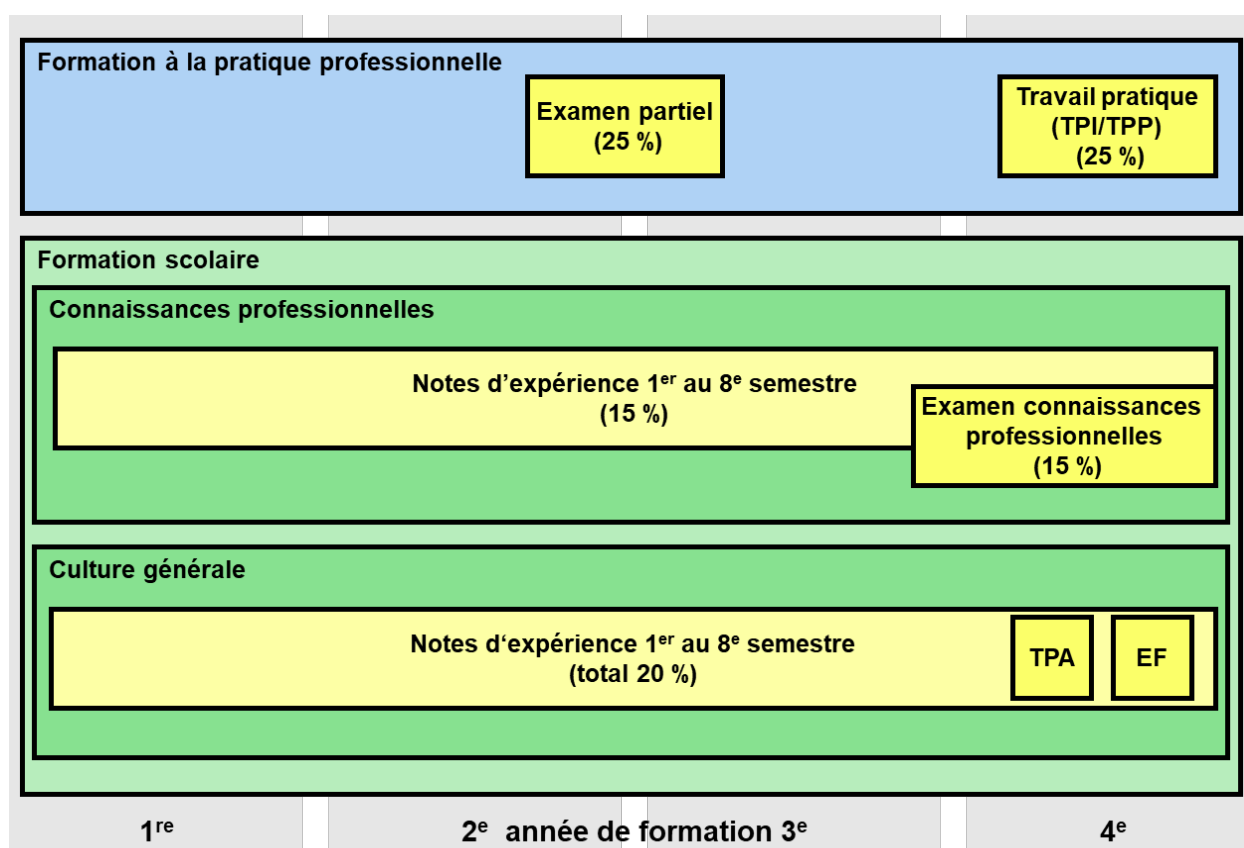 Formation à la pratique professionnelle
Examen partiel
(25 %)
Travail pratique
(TPI/TPP)
(25 %)
Formation scolaire
Connaissances professionnelles
Notes d’expérience 1er au 8e semestre
(15 %)
Examen connaissances
professionnelles
(15 %)
Culture générale
Notes d‘expérience 1er au 8e semestre
(total 20 %)
TPA
EF
1re
2e année de formation 3e
4e